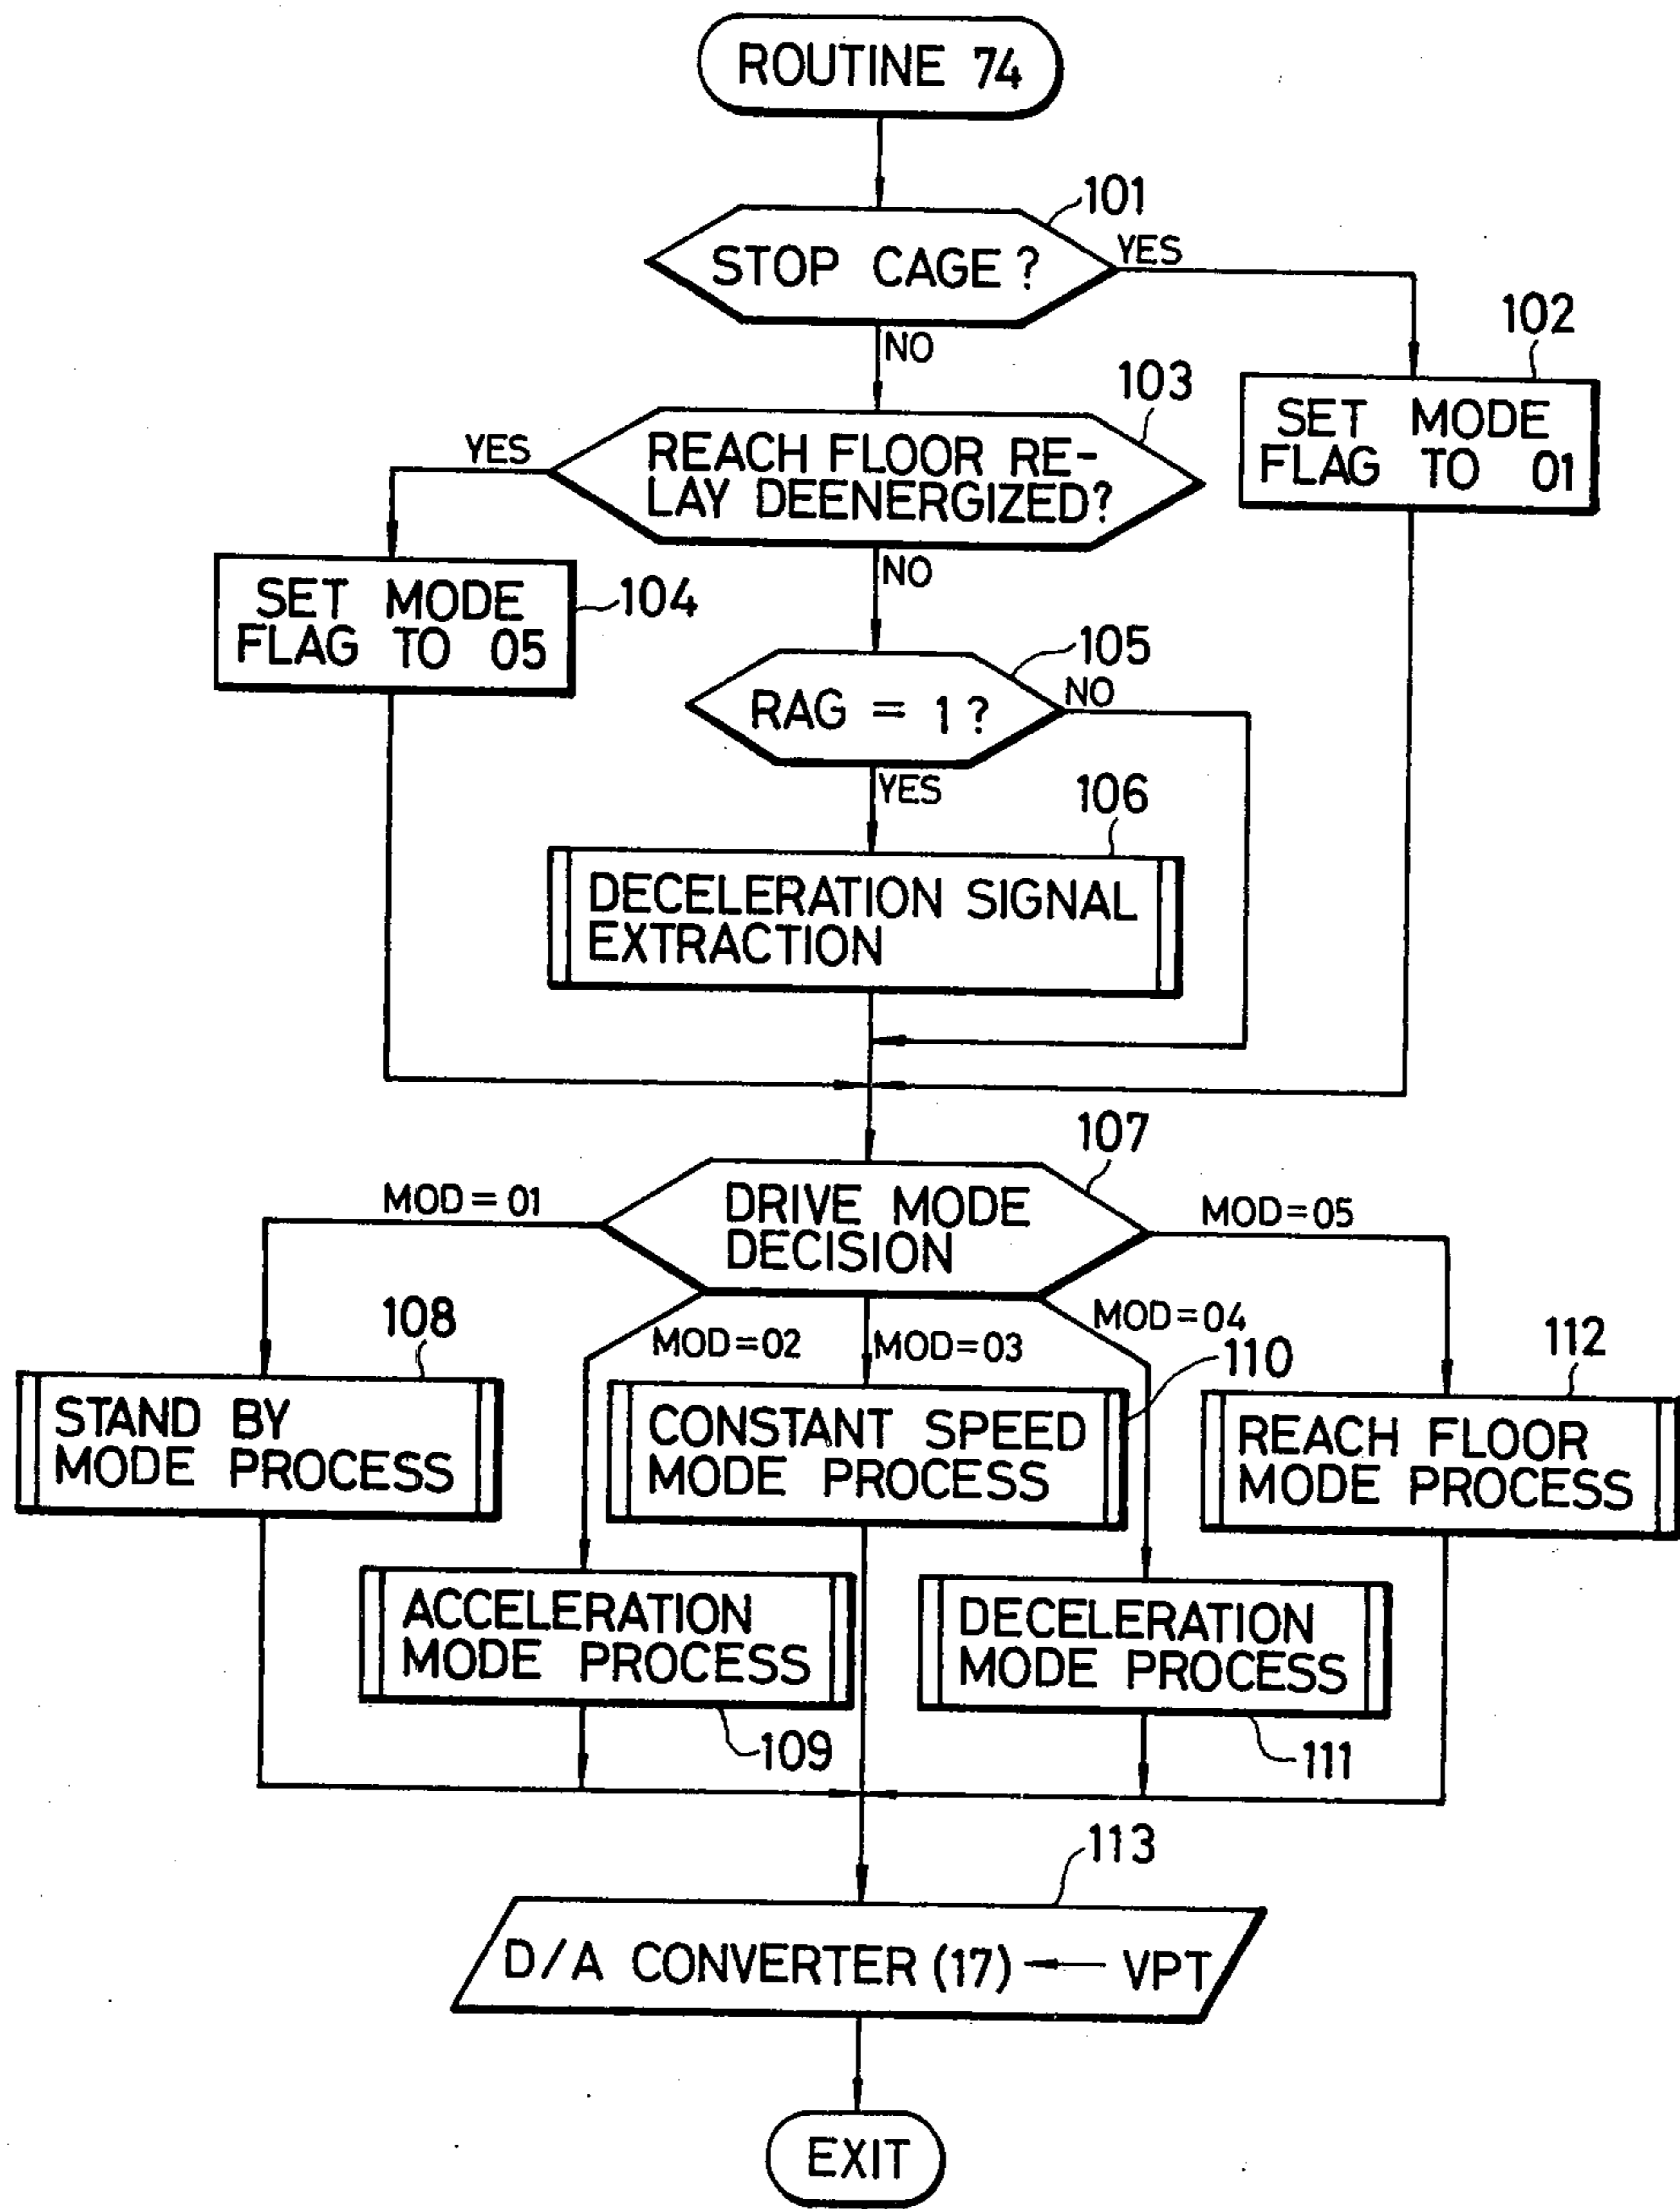 ROUTINE 74
101
STOP CAGE ?
YES
NO
102
SET MODE
FLAG TO 01
103
YES
REACH FLOOR RE-
LAY DEENERGIZED?
NO
SET MODE
FLAG TO 05
104
105
RAG = 1 ?
NO
YES
106
DECELERATION SIGNAL
EXTRACTION
107
DRIVE MODE
DECISION
MOD=01
MOD=05
MOD=02
MOD=03
MOD=04
108
STAND BY
MODE PROCESS
110
CONSTANT SPEED
MODE PROCESS
112
REACH FLOOR
MODE PROCESS
ACCELERATION
MODE PROCESS
109
DECELERATION
MODE PROCESS
111
113
D/A CONVERTER (17) ← VPT
EXIT